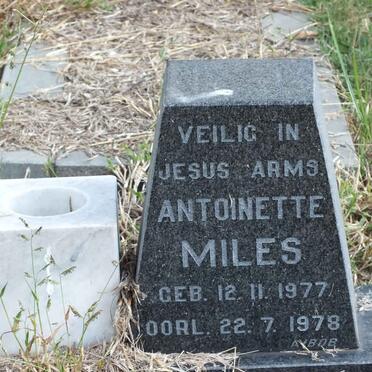 VEILIG IN
JESUS ARMS
ANTOINETTE
MILES
GEB. 12.11.1977
OORL. 22.7.1978